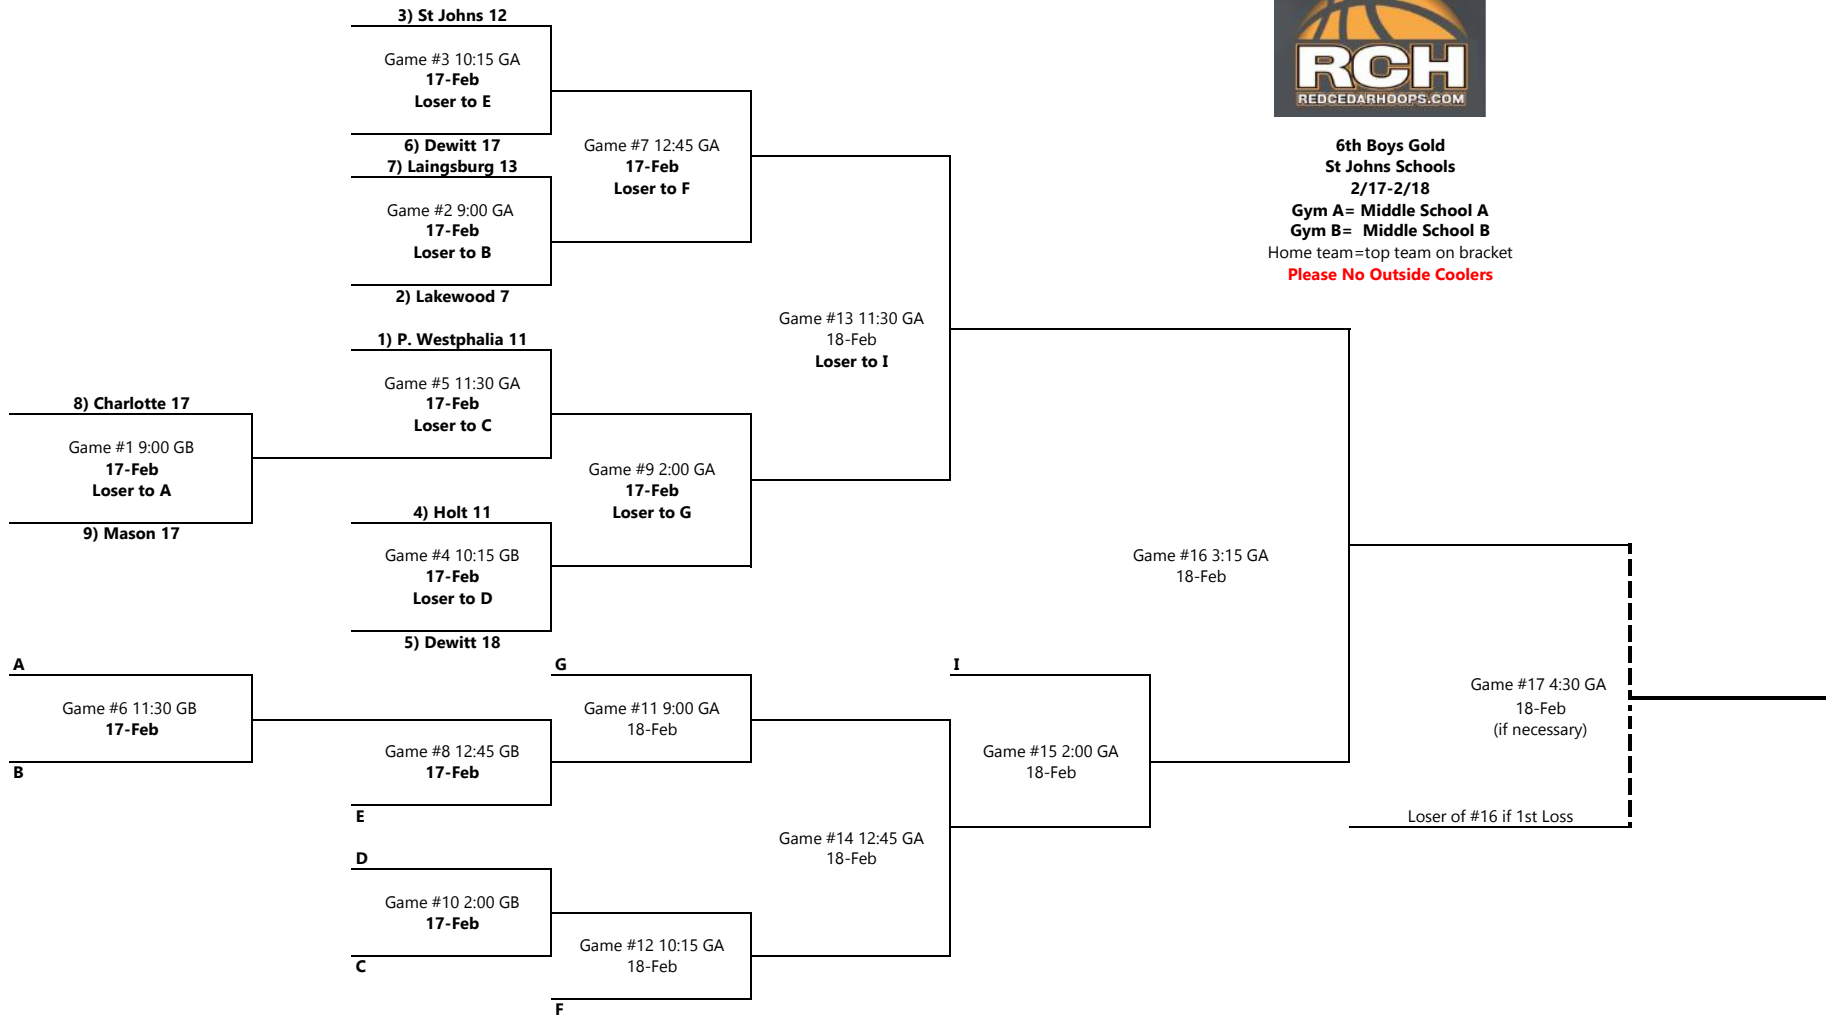 3) St Johns 12
Game #3 10:15 GA
17-Feb
Loser to E
6) Dewitt 17
7) Laingsburg 13
Game #2 9:00 GA
17-Feb
Loser to B
2) Lakewood 7
Game #7 12:45 GA
17-Feb
Loser to F
RCH
REDCEDARHOOPS.COM
6th Boys Gold
St Johns Schools
2/17-2/18
Gym A= Middle School A
Gym B=  Middle School B
Home team=top team on bracket
Please No Outside Coolers
1) P. Westphalia 11
Game #5 11:30 GA
17-Feb
Loser to C
8) Charlotte 17
Game #1 9:00 GB
17-Feb
Loser to A
9) Mason 17
4) Holt 11
Game #4 10:15 GB
17-Feb
Loser to D
5) Dewitt 18
Game #9 2:00 GA
17-Feb
Loser to G
Game #13 11:30 GA
18-Feb
Loser to I
Game #16 3:15 GA
18-Feb
A
Game #6 11:30 GB
17-Feb
B
Game #8 12:45 GB
17-Feb
E
G
Game #11 9:00 GA
18-Feb
D
Game #10 2:00 GB
17-Feb
C
Game #12 10:15 GA
18-Feb
F
Game #14 12:45 GA
18-Feb
I
Game #15 2:00 GA
18-Feb
Game #17 4:30 GA
18-Feb
(if necessary)
Loser of #16 if 1st Loss